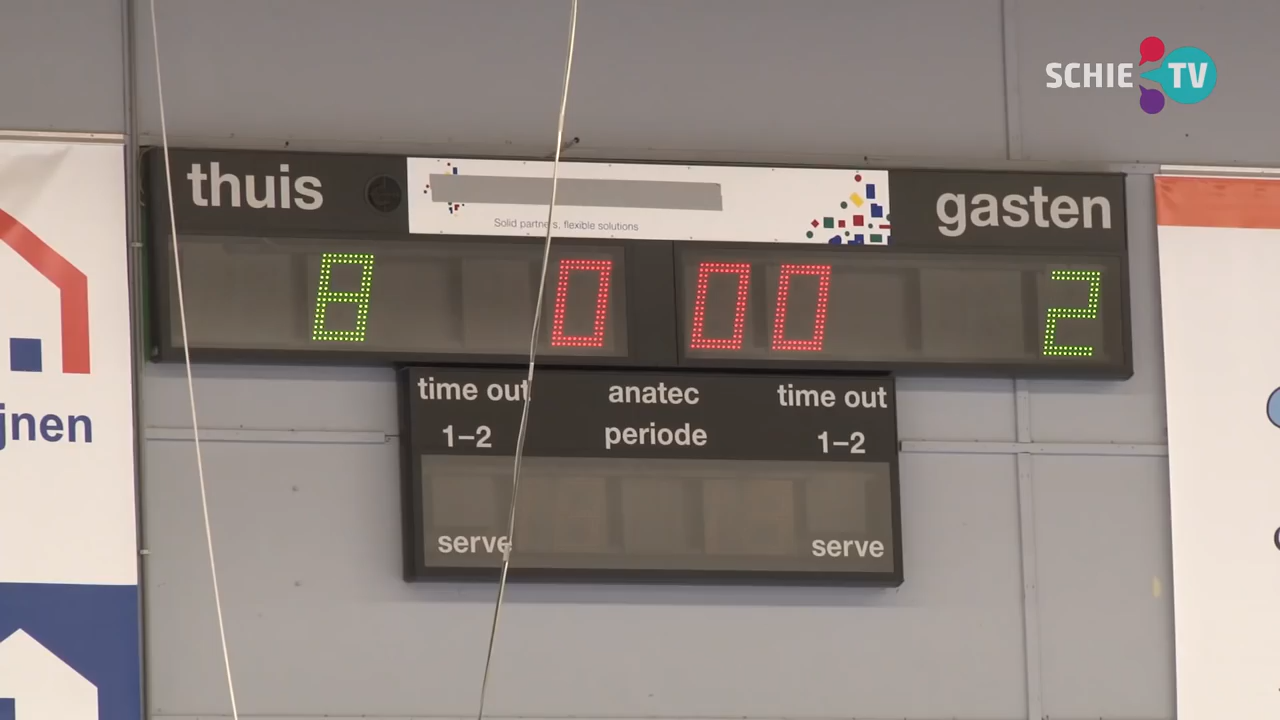 SCHIE TV
thuis
Solid partners, flexible solutions
gasten
8 0 00 2
time out anatec time out
1–2 periode 1–2
serve serve
jnen